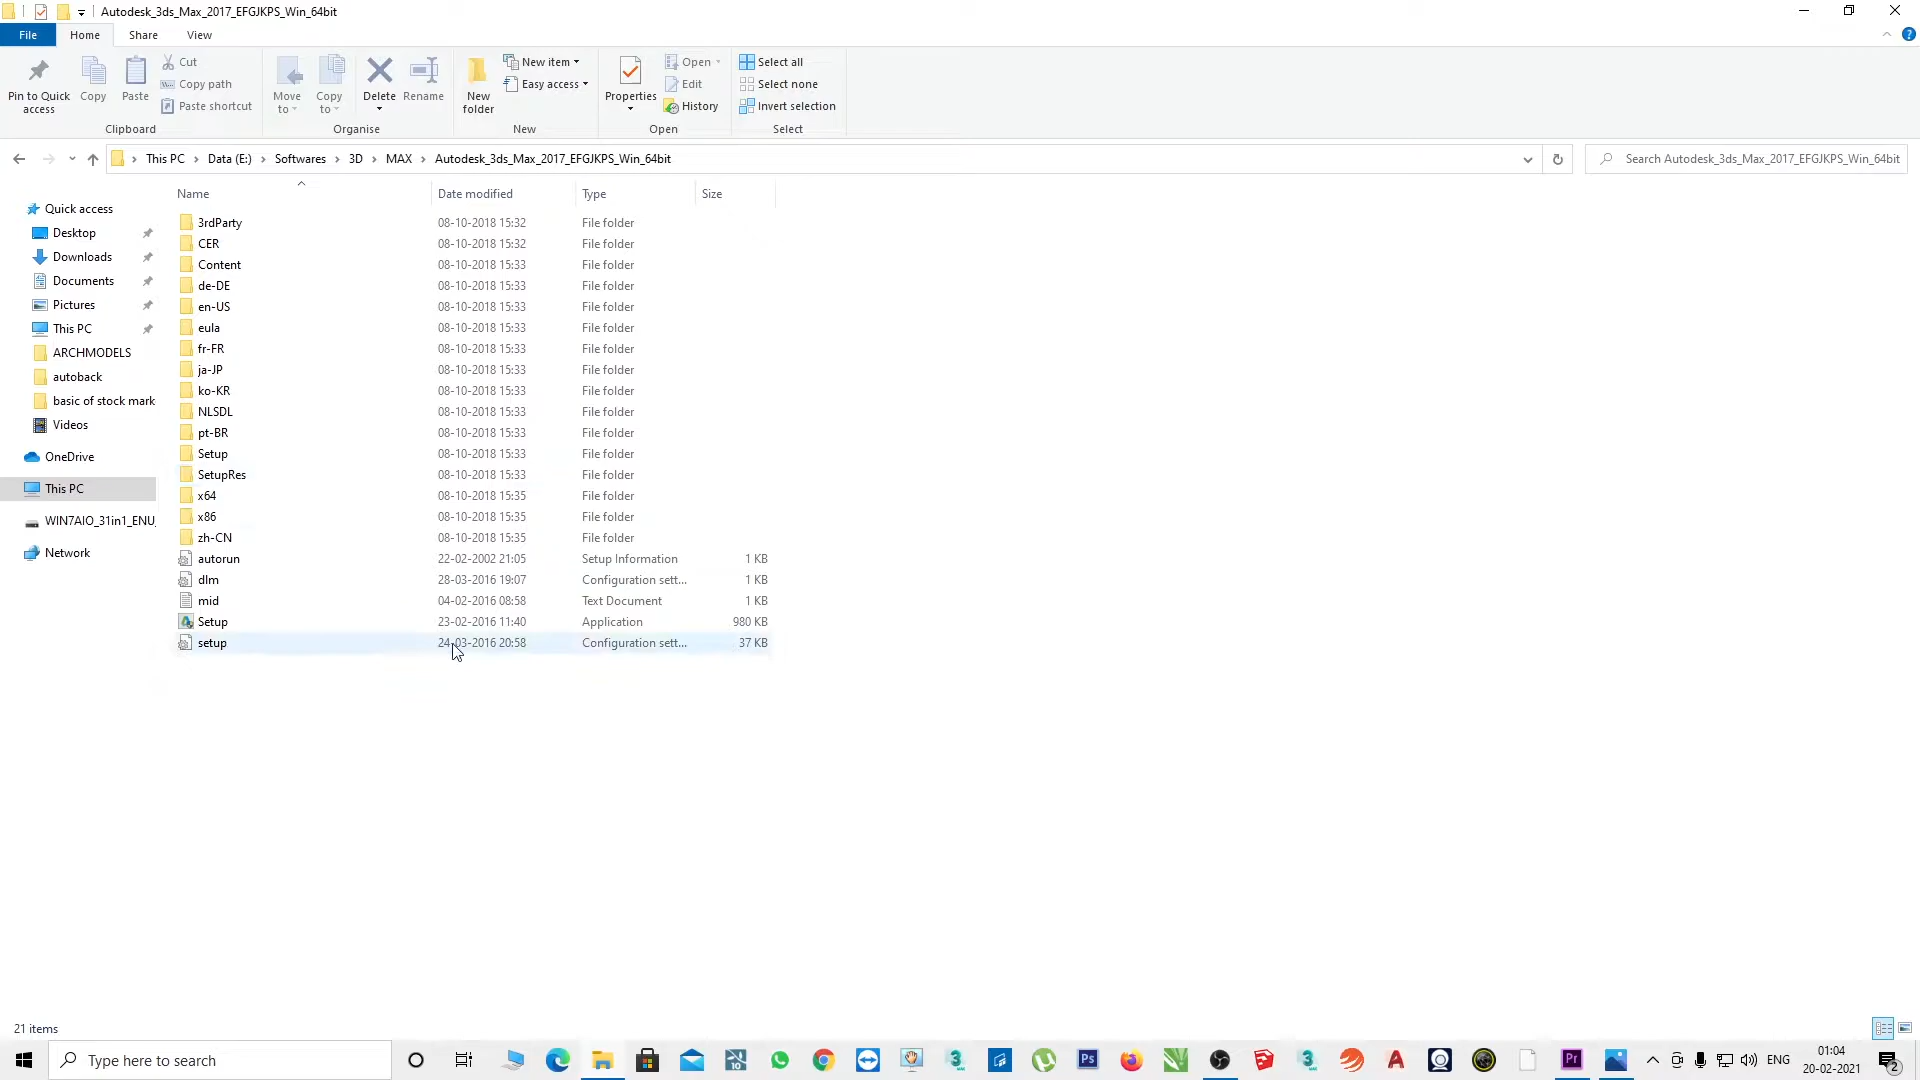 Autodesk_3ds_Max_2017_EFGJKPS_Win_64bit
File Home Share View
Pin to Quick access
Copy
Paste
Cut
Copy path
Paste shortcut
Clipboard
Move to
Copy to
Delete
Rename
Organise
New folder
New item
Easy access
New
Properties
Open
Edit
History
Open
Select all
Select none
Invert selection
Select
This PC > Data (E:) > Softwares > 3D > MAX > Autodesk_3ds_Max_2017_EFGJKPS_Win_64bit
Search Autodesk_3ds_Max_2017_EFGJKPS_Win_64bit
Quick access
Desktop
Downloads
Documents
Pictures
This PC
ARCHMODELS
autoback
basic of stock mark
Videos
OneDrive
This PC
WIN7AIO_31in1_ENU_
Network
Name Date modified Type Size
3rdParty 08-10-2018 15:32 File folder
CER 08-10-2018 15:32 File folder
Content 08-10-2018 15:33 File folder
de-DE 08-10-2018 15:33 File folder
en-US 08-10-2018 15:33 File folder
eula 08-10-2018 15:33 File folder
fr-FR 08-10-2018 15:33 File folder
ja-JP 08-10-2018 15:33 File folder
ko-KR 08-10-2018 15:33 File folder
NLSDL 08-10-2018 15:33 File folder
pt-BR 08-10-2018 15:33 File folder
Setup 08-10-2018 15:33 File folder
SetupRes 08-10-2018 15:33 File folder
x64 08-10-2018 15:35 File folder
x86 08-10-2018 15:35 File folder
zh-CN 08-10-2018 15:35 File folder
autorun 22-02-2002 21:05 Setup Information 1 KB
dlm 28-03-2016 19:07 Configuration sett... 1 KB
mid 04-02-2016 08:58 Text Document 1 KB
Setup 23-02-2016 11:40 Application 980 KB
setup 24-03-2016 20:58 Configuration sett... 37 KB
21 items
Type here to search
10
3
Ps
3
A
Pr
ENG
01:04
20-02-2021
2